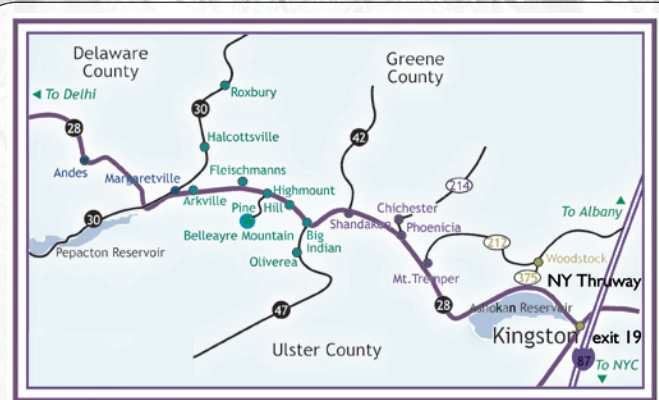 Delaware
County
Greene
County
◀ To Delhi
28
30
Roxbury
Halcottsville
42
Andes
Margaretville
Fleischmanns
Arkville
Highmount
Pine
Hill
Belleayre Mountain
Big
Indian
Oliverea
Shandaken
Chichester
214
Phoenicia
To Albany ▲
30
Pepacton Reservoir
212
Woodstock
375
NY Thruway
Mt.Tremper
28
Ashokan Reservoir
47
Ulster County
Kingston
exit 19
87
To NYC
▼